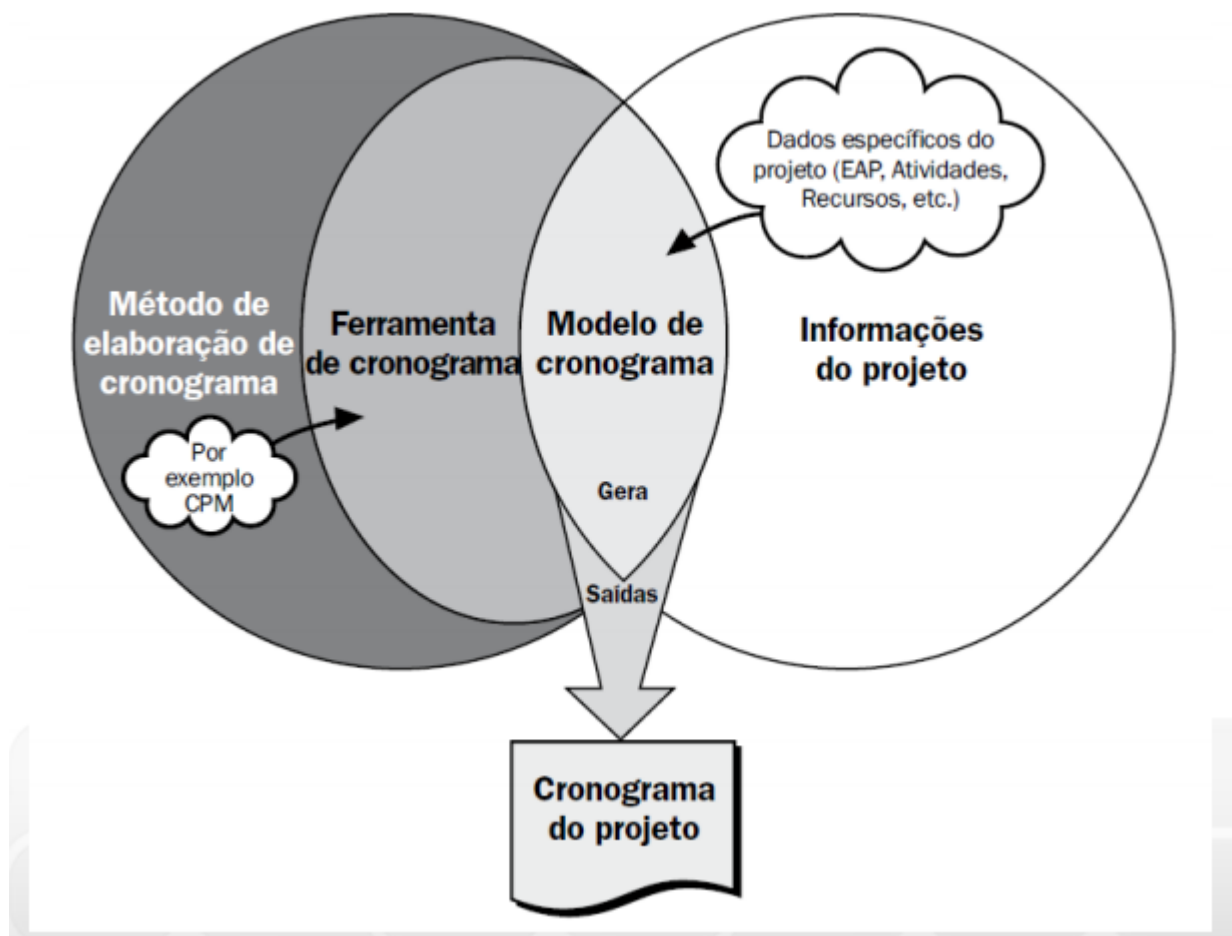 Dados específicos do
projeto (EAP, Atividades,
Recursos, etc.)
Método de
elaboração de
cronograma
Ferramenta
de cronograma
Modelo de
cronograma
Informações
do projeto
Por
exemplo
CPM
Gera
Saídas
Cronograma
do projeto